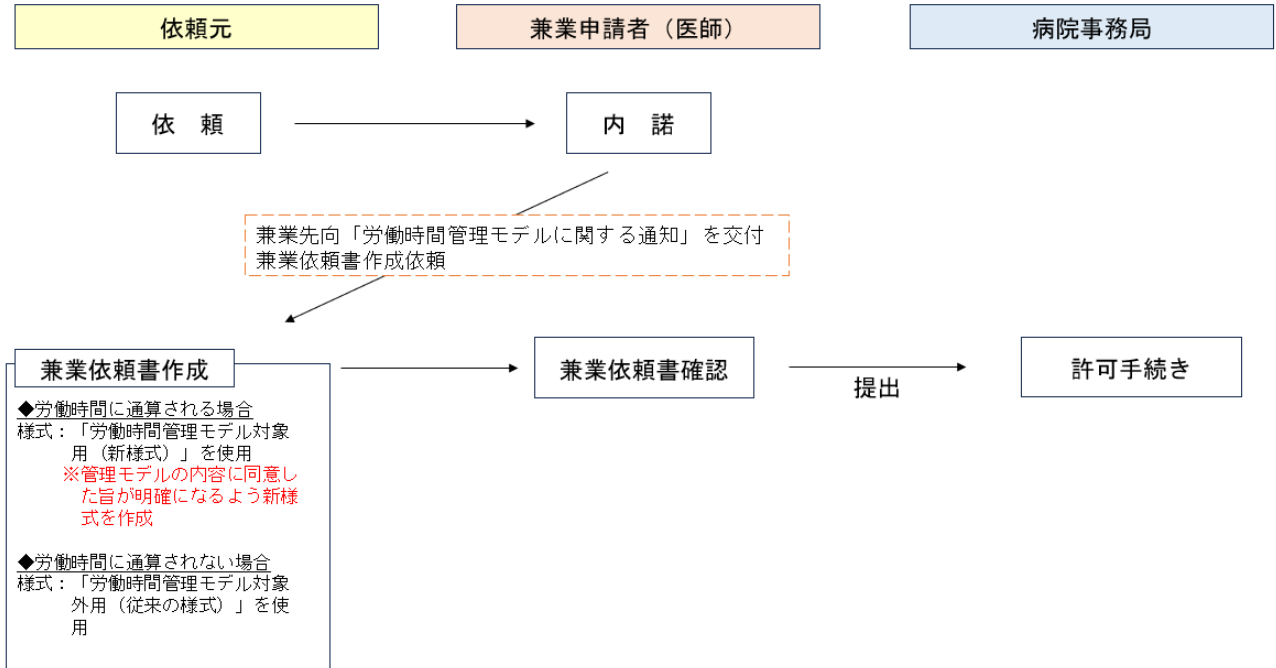 依頼元
兼業申請者（医師）
病院事務局
依　頼
内　諾
兼業先向「労働時間管理モデルに関する通知」を交付
兼業依頼書作成依頼
兼業依頼書作成
兼業依頼書確認
提出
許可手続き
◆労働時間に通算される場合
様式：「労働時間管理モデル対象
用（新様式）」を使用
※管理モデルの内容に同意し
た旨が明確になるよう新様
式を作成
◆労働時間に通算されない場合
様式：「労働時間管理モデル対象
外用（従来の様式）」を使
用